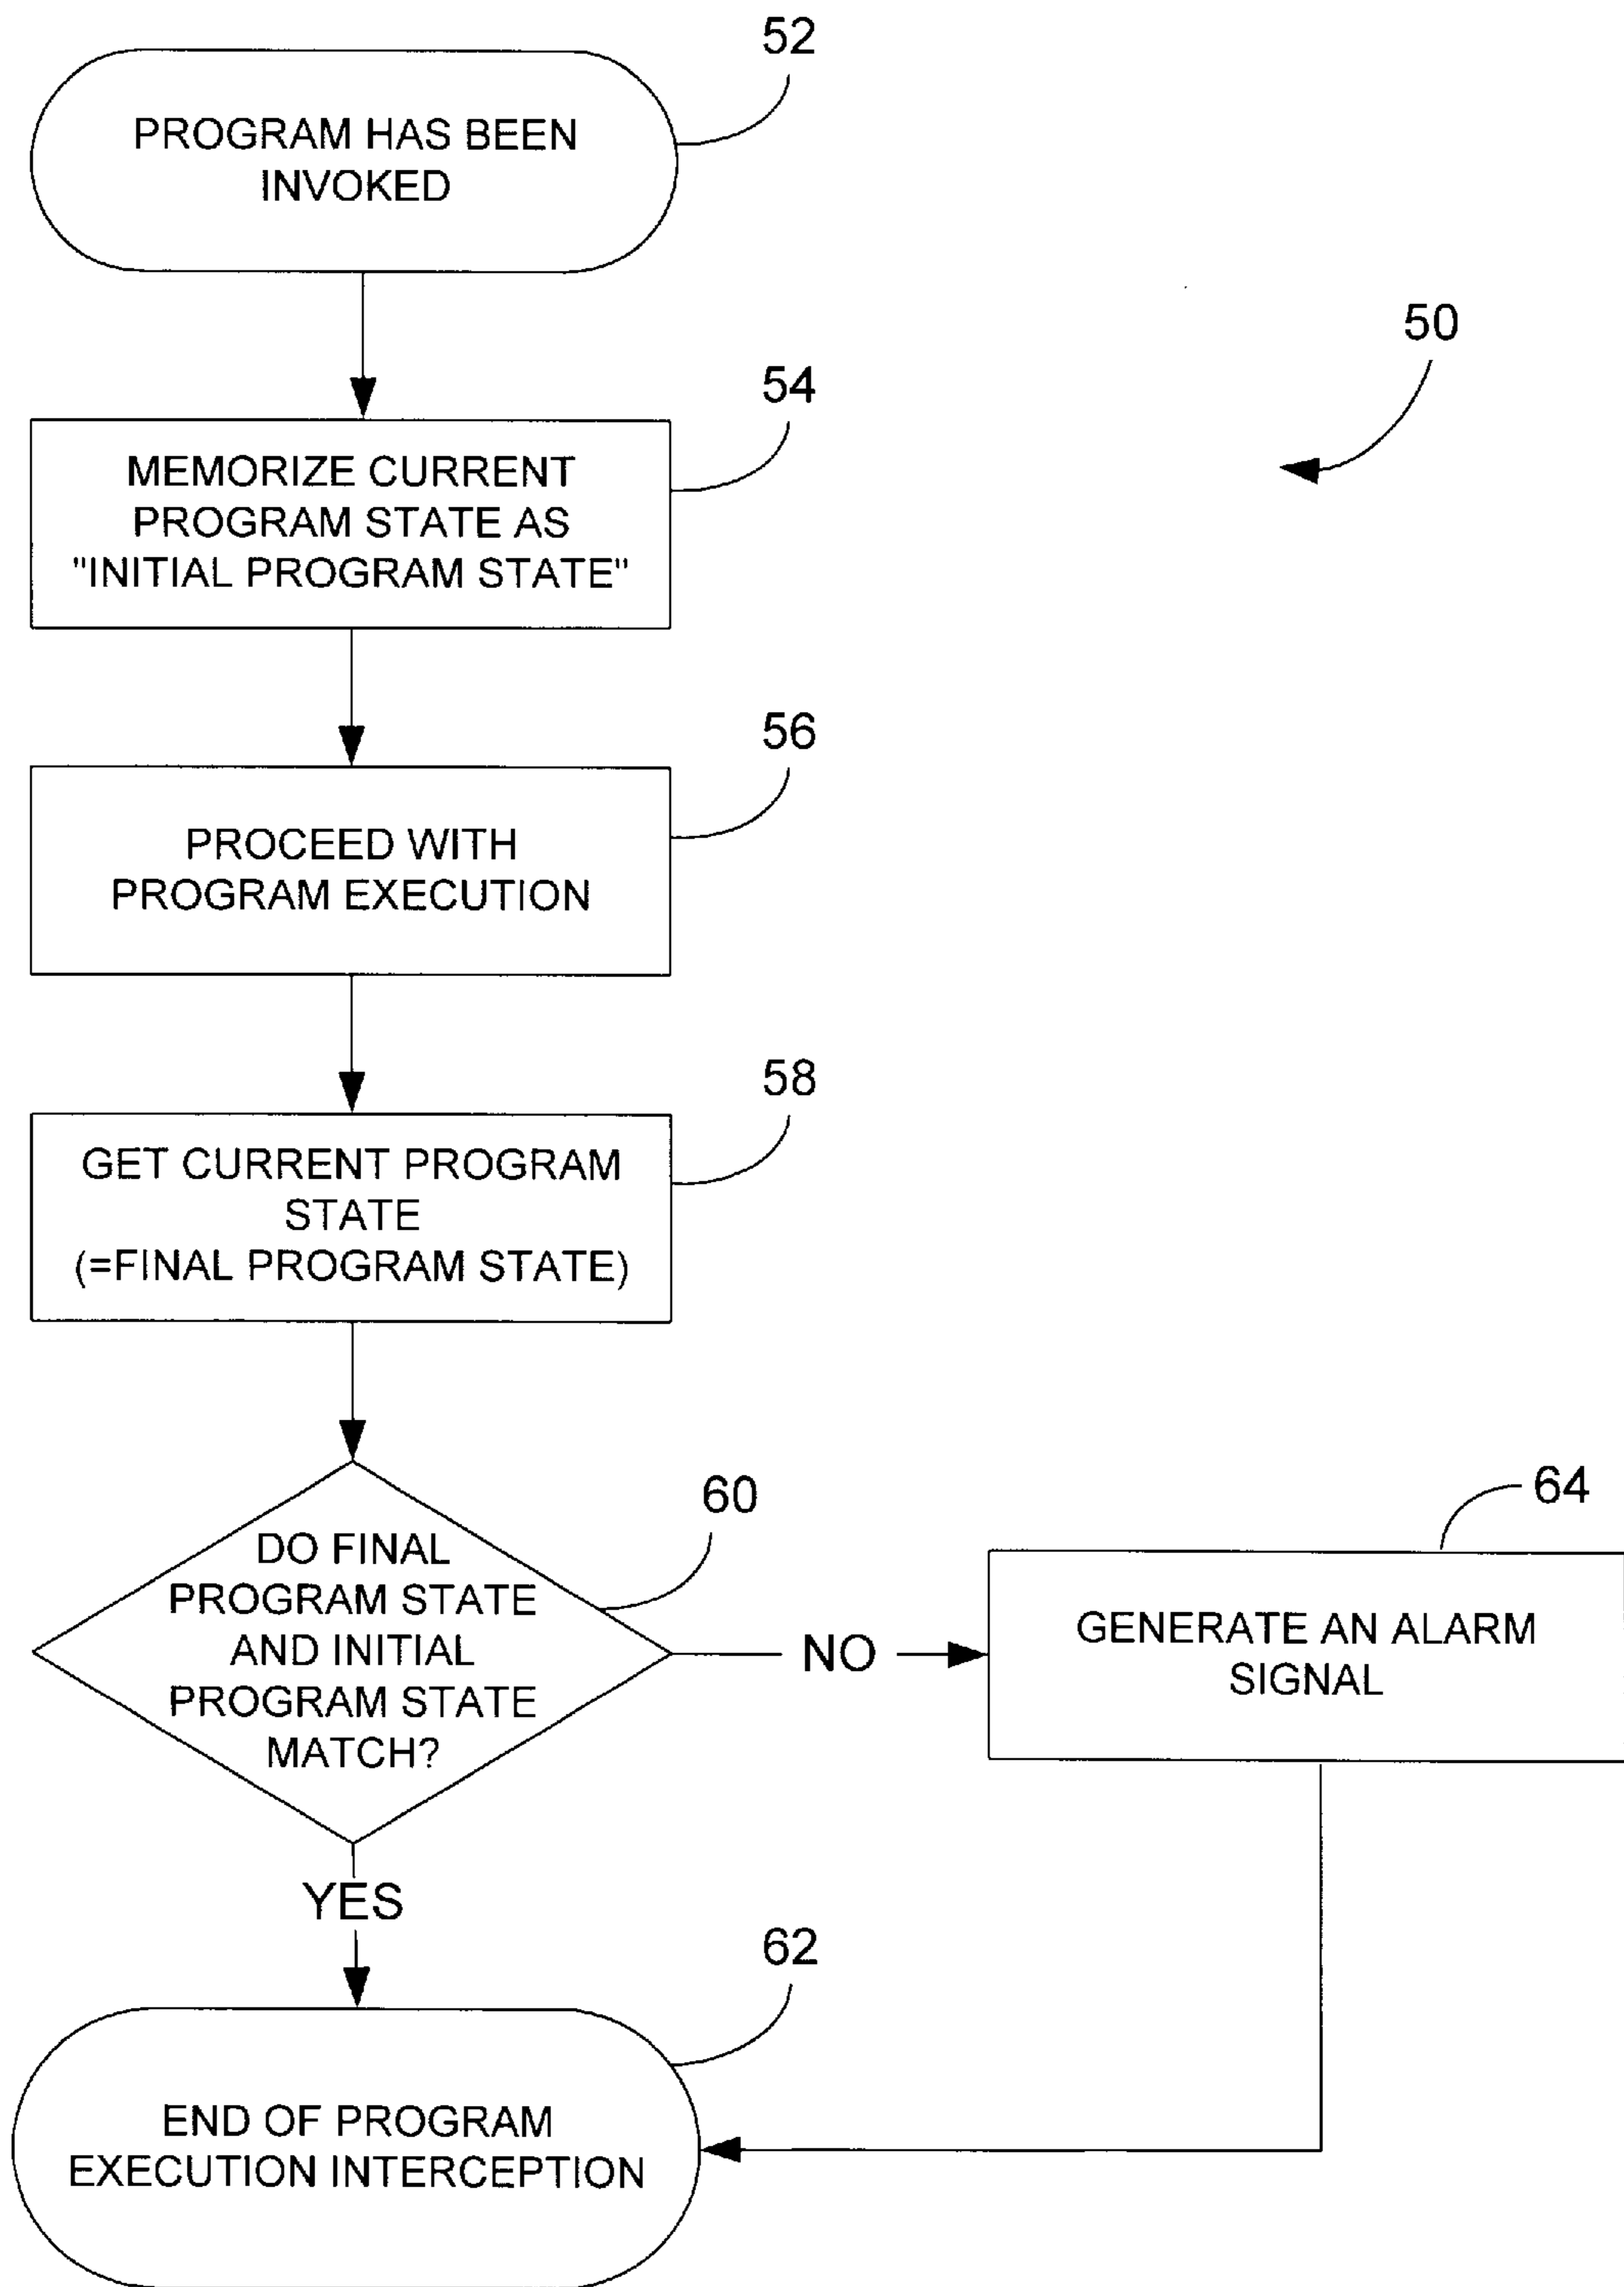 52
PROGRAM HAS BEEN
INVOKED
50
54
MEMORIZE CURRENT
PROGRAM STATE AS
"INITIAL PROGRAM STATE"
56
PROCEED WITH
PROGRAM EXECUTION
58
GET CURRENT PROGRAM
STATE
(=FINAL PROGRAM STATE)
60
DO FINAL
PROGRAM STATE
AND INITIAL
PROGRAM STATE
MATCH?
NO
64
GENERATE AN ALARM
SIGNAL
YES
62
END OF PROGRAM
EXECUTION INTERCEPTION